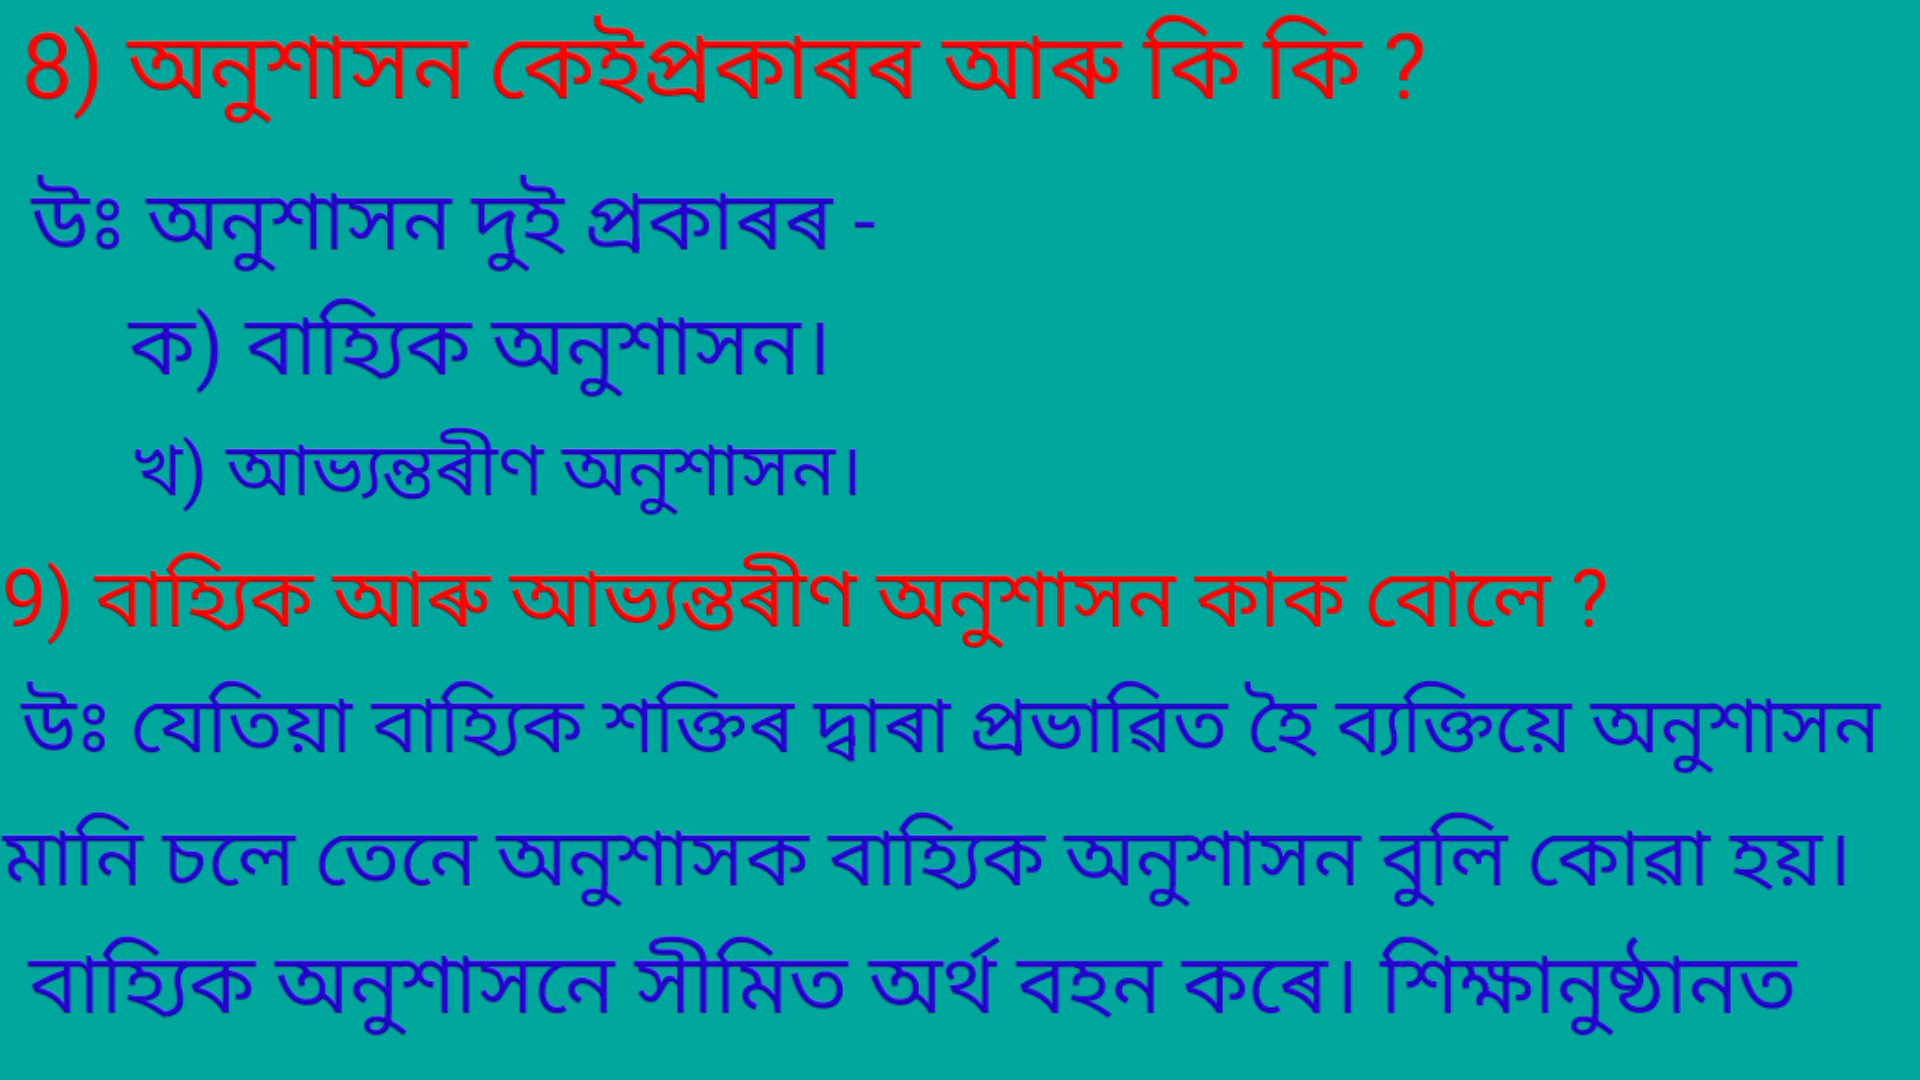 8) অনুশাসন কেইপ্ৰকাৰৰ আৰু কি কি ?
উঃ অনুশাসন দুই প্ৰকাৰৰ -
ক) বাহ্যিক অনুশাসন।
খ) আভ্যন্তৰীণ অনুশাসন।
9) বাহ্যিক আৰু আভ্যন্তৰীণ অনুশাসন কাক বোলে ?
উঃ যেতিয়া বাহ্যিক শক্তিৰ দ্বাৰা প্ৰভাৱিত হৈ ব্যক্তিয়ে অনুশাসন
মানি চলে তেনে অনুশাসক বাহ্যিক অনুশাসন বুলি কোৱা হয়।
বাহ্যিক অনুশাসনে সীমিত অৰ্থ বহন কৰে। শিক্ষানুষ্ঠানত